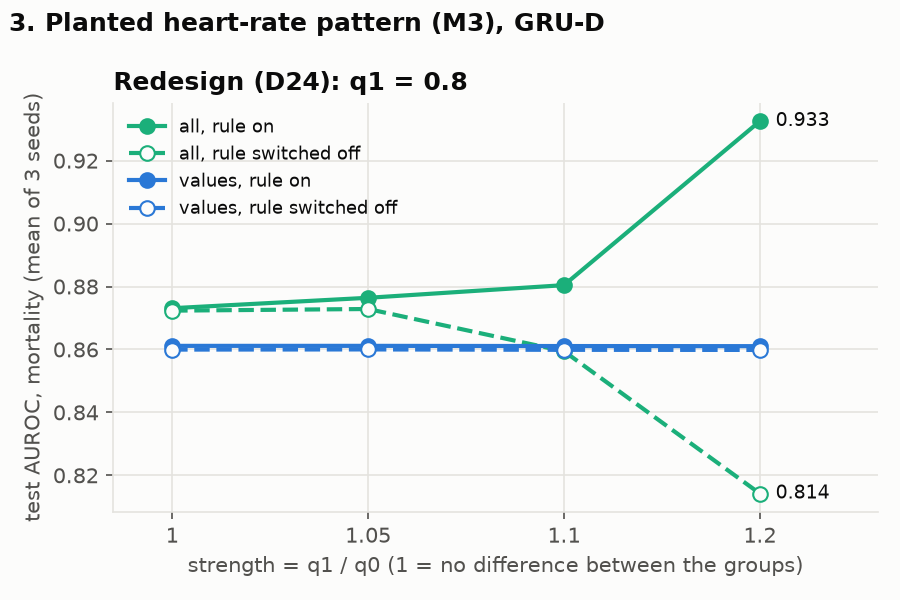 3. Planted heart-rate pattern (M3), GRU-D
Redesign (D24): q1 = 0.8
all, rule on
all, rule switched off
values, rule on
values, rule switched off
0.933
0.814
0.92
0.90
0.88
0.86
0.84
0.82
test AUROC, mortality (mean of 3 seeds)
1
1.05
1.1
1.2
strength = q1 / q0 (1 = no difference between the groups)